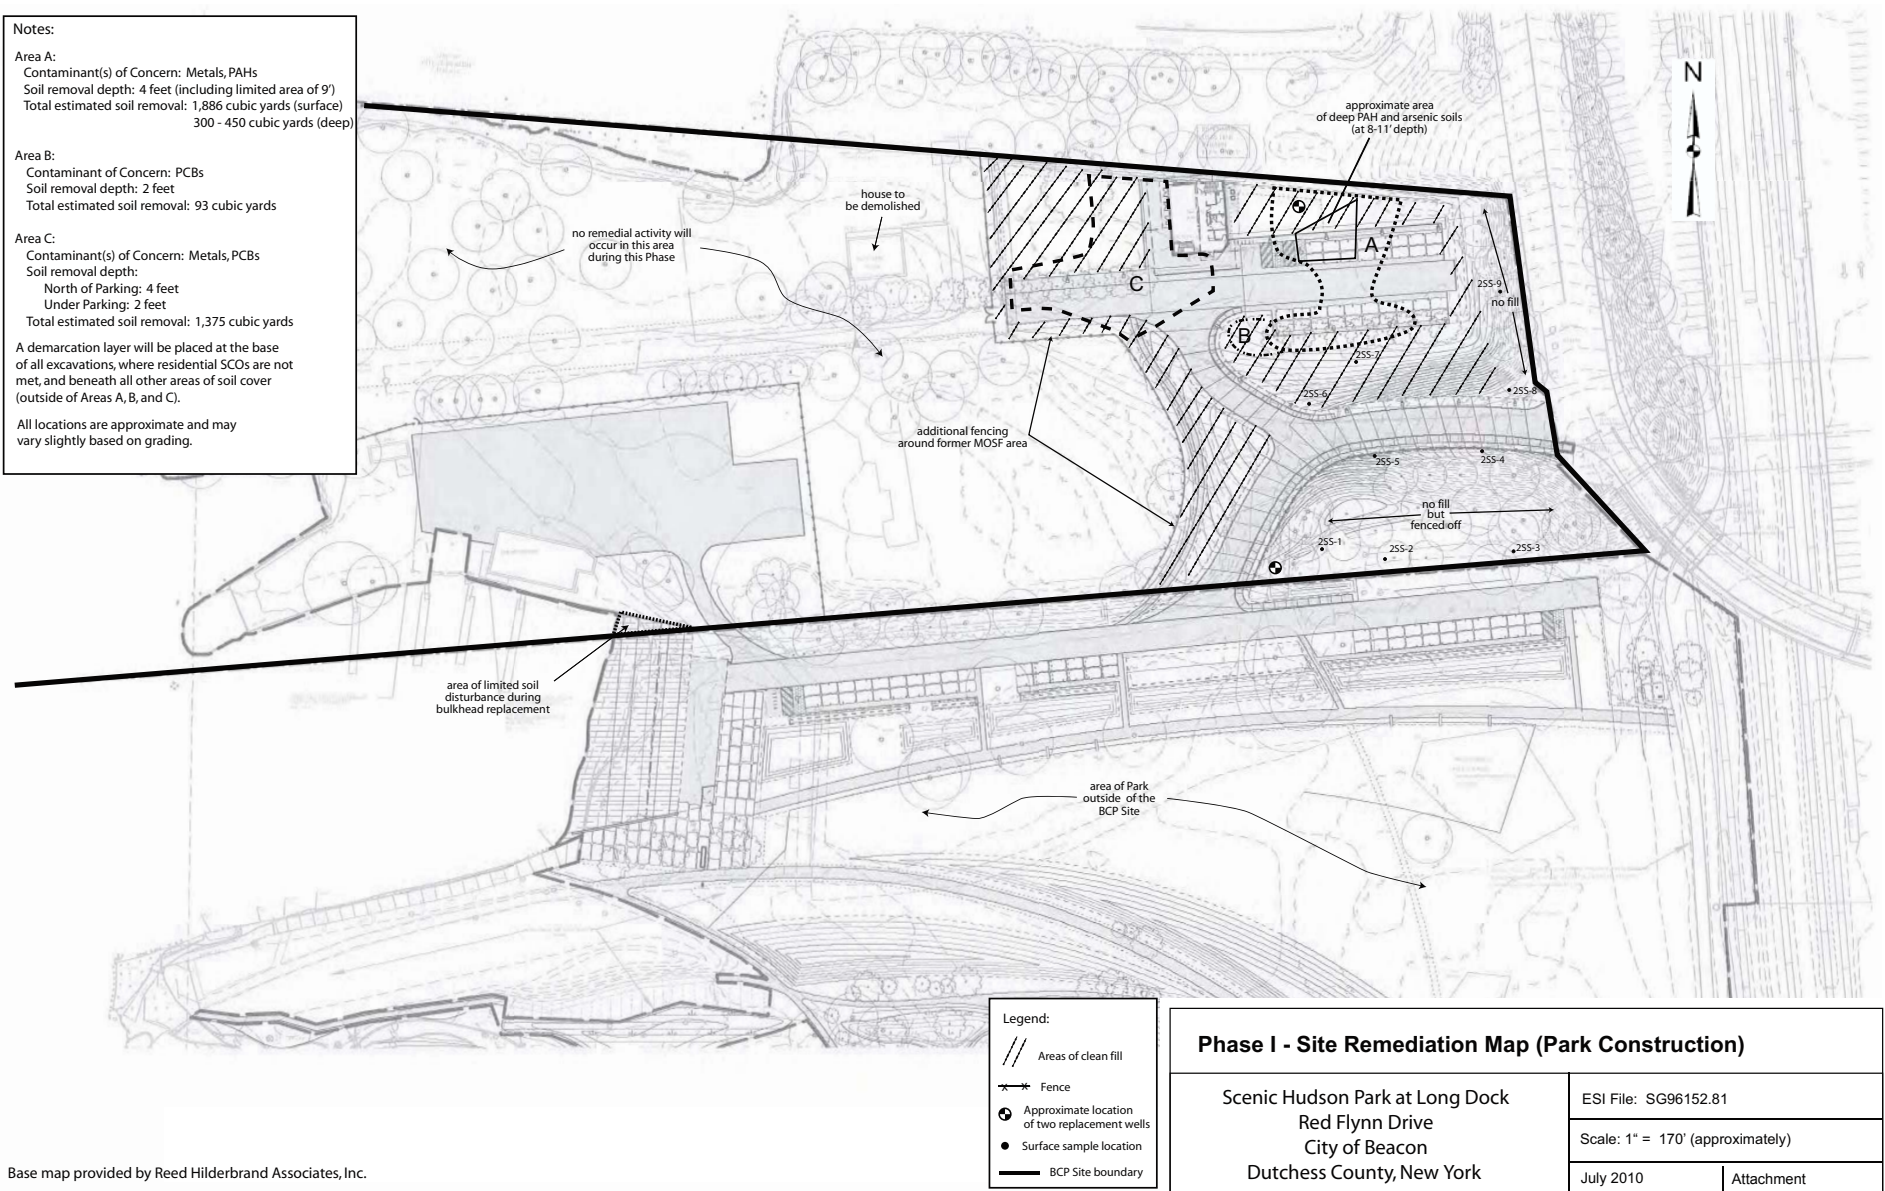 Notes:
Area A:
Contaminant(s) of Concern: Metals, PAHs
Soil removal depth: 4 feet (including limited area of 9')
Total estimated soil removal: 1,886 cubic yards (surface)
300 - 450 cubic yards (deep)
Area B:
Contaminant of Concern: PCBs
Soil removal depth: 2 feet
Total estimated soil removal: 93 cubic yards
Area C:
Contaminant(s) of Concern: Metals, PCBs
Soil removal depth:
North of Parking: 4 feet
Under Parking: 2 feet
Total estimated soil removal: 1,375 cubic yards
A demarcation layer will be placed at the base
of all excavations, where residential SCOs are not
met, and beneath all other areas of soil cover
(outside of Areas A, B, and C).
All locations are approximate and may
vary slightly based on grading.
N
approximate area
of deep PAH and arsenic soils
(at 8-11' depth)
house to
be demolished
no remedial activity will
occur in this area
during this Phase
A
C
B
2SS-9
no fill
2SS-7
2SS-8
2SS-6
additional fencing
around former MOSF area
2SS-5
2SS-4
no fill
but
fenced off
2SS-1
2SS-2
2SS-3
area of limited soil
disturbance during
bulkhead replacement
area of Park
outside of the
BCP Site
Legend:
Areas of clean fill
Fence
Approximate location
of two replacement wells
Surface sample location
BCP Site boundary
Phase I - Site Remediation Map (Park Construction)
Scenic Hudson Park at Long Dock
Red Flynn Drive
City of Beacon
Dutchess County, New York
ESI File: SG96152.81
Scale: 1" = 170' (approximately)
July 2010
Attachment
Base map provided by Reed Hilderbrand Associates, Inc.